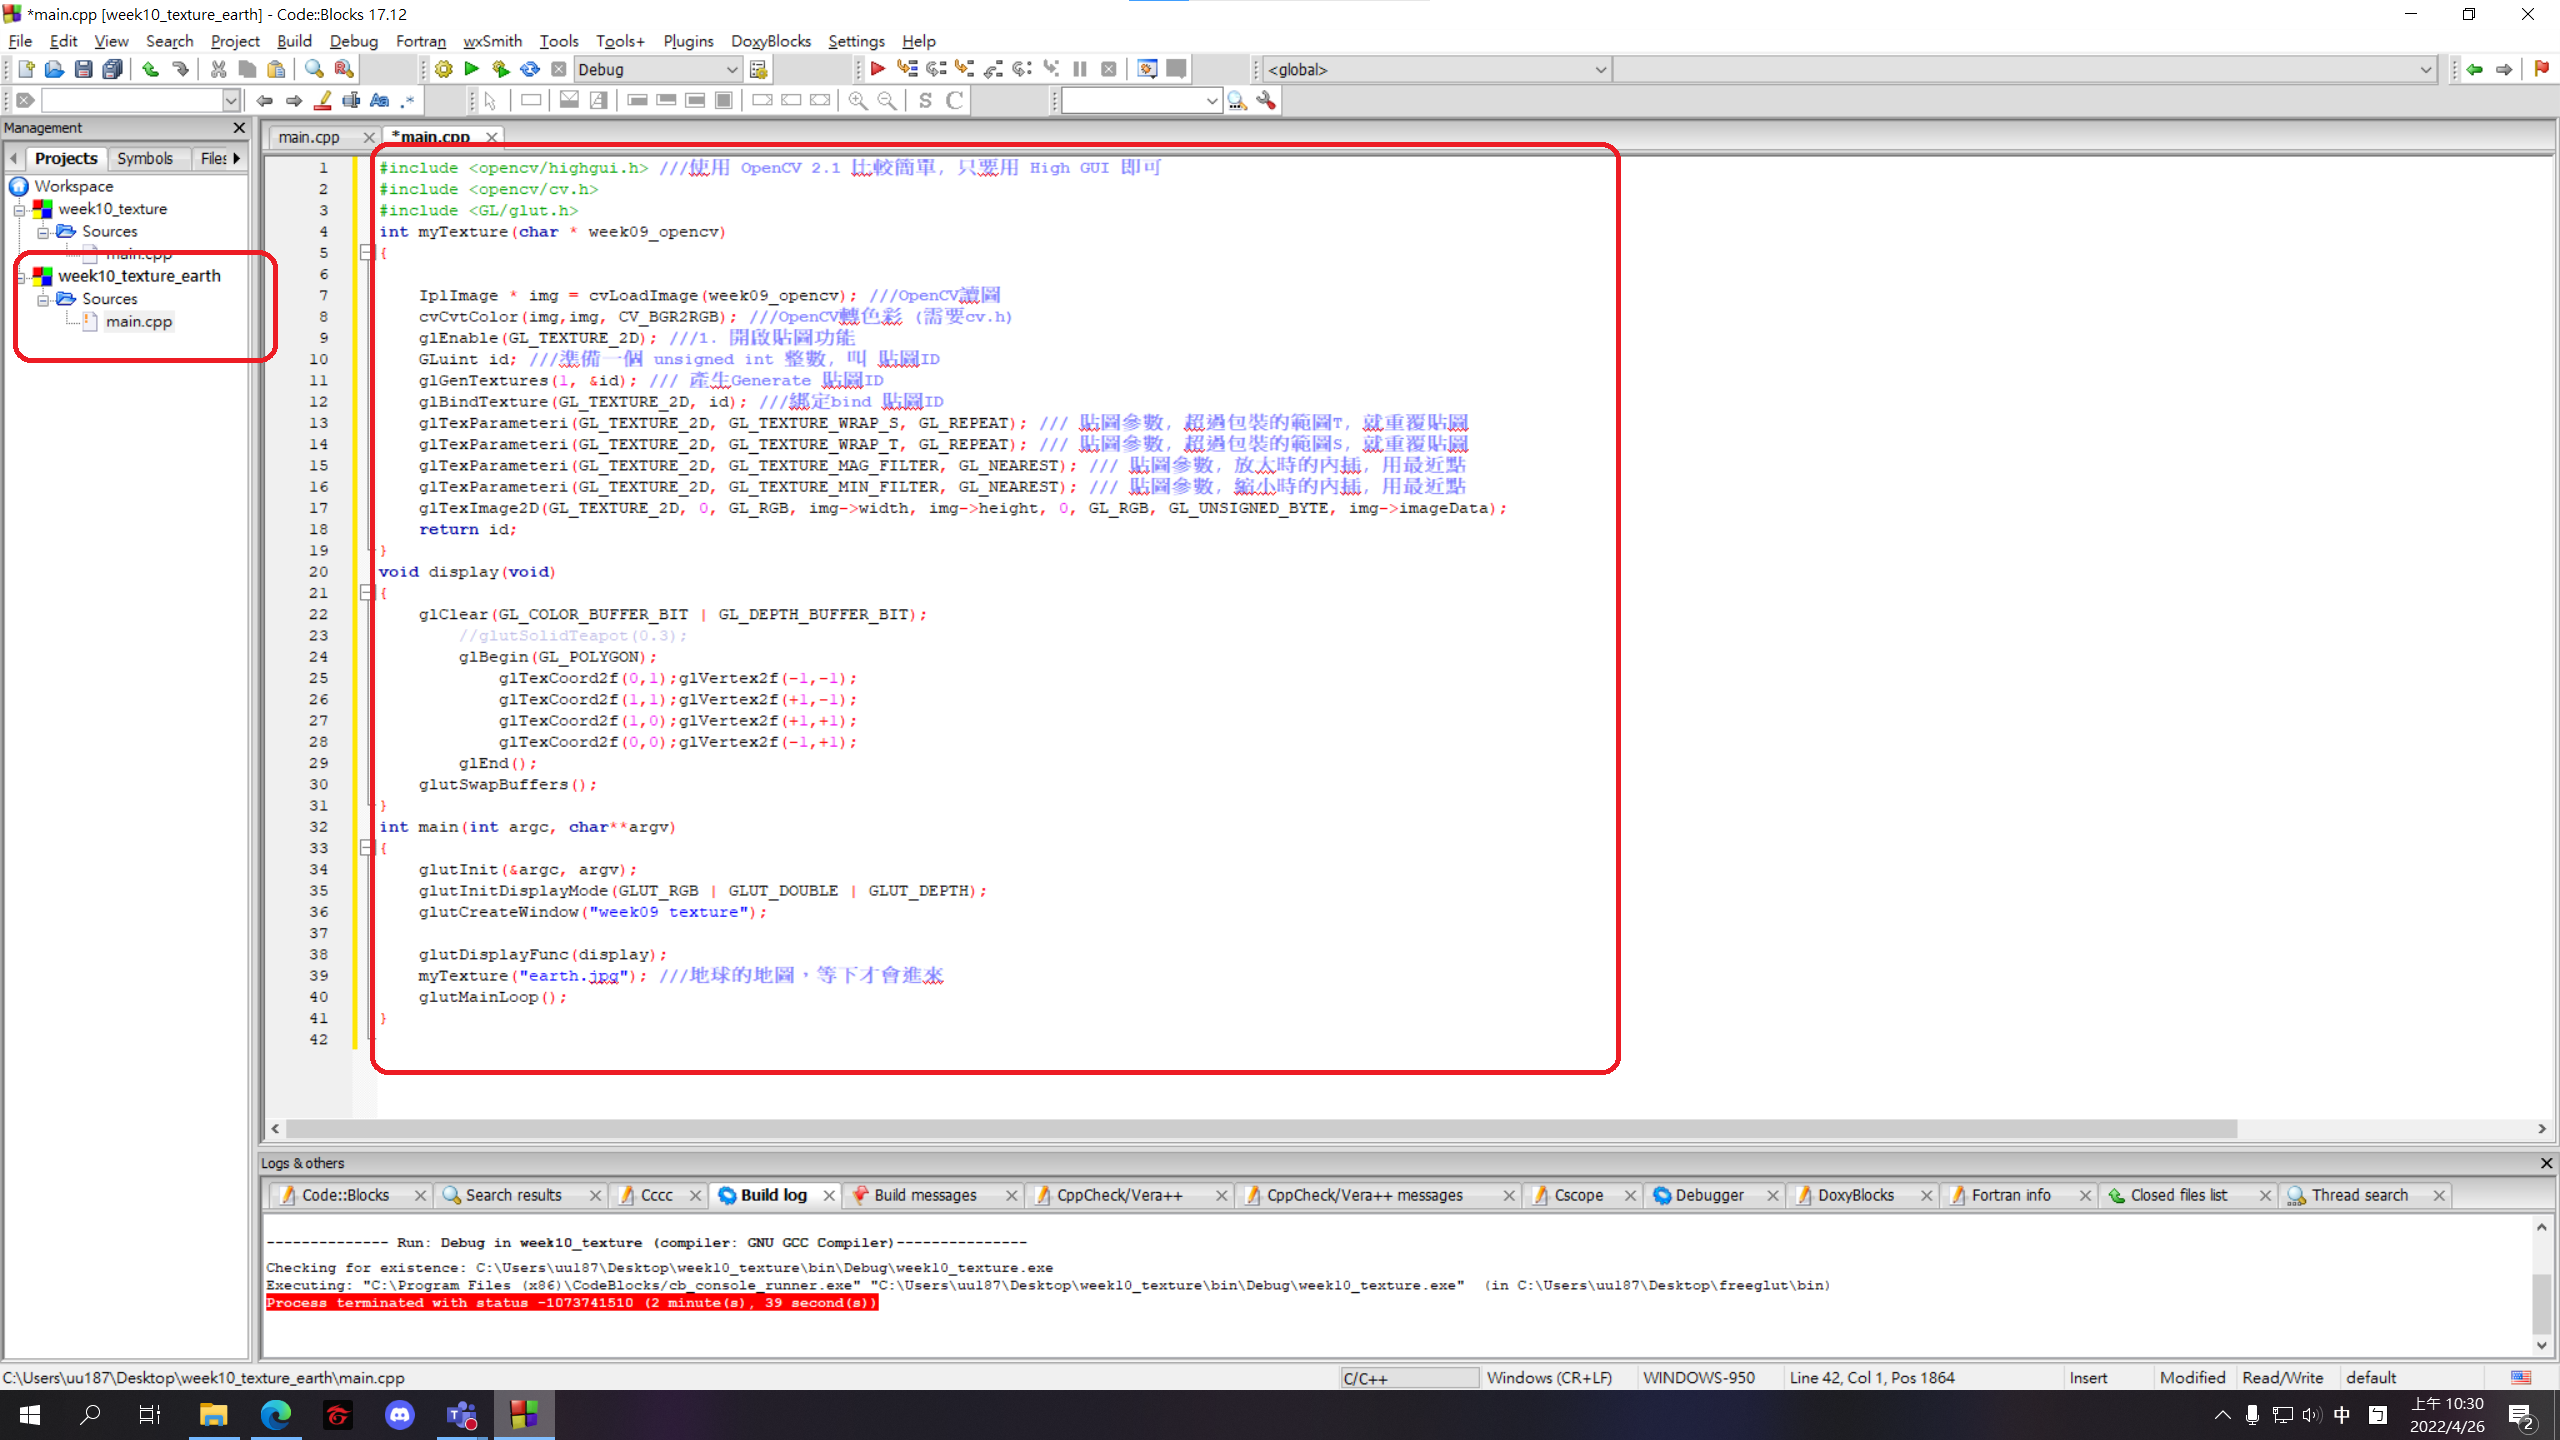 *main.cpp [week10_texture_earth] - Code::Blocks 17.12
File Edit View Search Project Build Debug Fortran wxSmith Tools Tools+ Plugins DoxyBlocks Settings Help
Debug
<global>
Management
Projects Symbols Files
Workspace
week10_texture
Sources
main.cpp
week10_texture_earth
Sources
main.cpp
main.cpp *main.cpp
1 #include <opencv/highgui.h> ///使用 OpenCV 2.1 比較簡單, 只要用 High GUI 即可
2 #include <opencv/cv.h>
3 #include <GL/glut.h>
4 int myTexture(char * week09_opencv)
5 {
6
7 IplImage * img = cvLoadImage(week09_opencv); ///OpenCV讀圖
8 cvCvtColor(img,img, CV_BGR2RGB); ///OpenCV轉色彩 (需要cv.h)
9 glEnable(GL_TEXTURE_2D); ///1. 開啟貼圖功能
10 GLuint id; ///準備一個 unsigned int 整數, 叫 貼圖ID
11 glGenTextures(1, &id); /// 產生Generate 貼圖ID
12 glBindTexture(GL_TEXTURE_2D, id); ///綁定bind 貼圖ID
13 glTexParameteri(GL_TEXTURE_2D, GL_TEXTURE_WRAP_S, GL_REPEAT); /// 貼圖參數, 超過包裝的範圍T, 就重覆貼圖
14 glTexParameteri(GL_TEXTURE_2D, GL_TEXTURE_WRAP_T, GL_REPEAT); /// 貼圖參數, 超過包裝的範圍S, 就重覆貼圖
15 glTexParameteri(GL_TEXTURE_2D, GL_TEXTURE_MAG_FILTER, GL_NEAREST); /// 貼圖參數, 放大時的內插, 用最近點
16 glTexParameteri(GL_TEXTURE_2D, GL_TEXTURE_MIN_FILTER, GL_NEAREST); /// 貼圖參數, 縮小時的內插, 用最近點
17 glTexImage2D(GL_TEXTURE_2D, 0, GL_RGB, img->width, img->height, 0, GL_RGB, GL_UNSIGNED_BYTE, img->imageData);
18 return id;
19 }
20 void display(void)
21 {
22 glClear(GL_COLOR_BUFFER_BIT | GL_DEPTH_BUFFER_BIT);
23 //glutSolidTeapot(0.3);
24 glBegin(GL_POLYGON);
25 glTexCoord2f(0,1);glVertex2f(-1,-1);
26 glTexCoord2f(1,1);glVertex2f(+1,-1);
27 glTexCoord2f(1,0);glVertex2f(+1,+1);
28 glTexCoord2f(0,0);glVertex2f(-1,+1);
29 glEnd();
30 glutSwapBuffers();
31 }
32 int main(int argc, char**argv)
33 {
34 glutInit(&argc, argv);
35 glutInitDisplayMode(GLUT_RGB | GLUT_DOUBLE | GLUT_DEPTH);
36 glutCreateWindow("week09 texture");
37
38 glutDisplayFunc(display);
39 myTexture("earth.jpg"); ///地球的地圖，等下才會進來
40 glutMainLoop();
41 }
42
Logs & others
Code::Blocks Search results Cccc Build log Build messages CppCheck/Vera++ CppCheck/Vera++ messages Cscope Debugger DoxyBlocks Fortran info Closed files list Thread search
-------------- Run: Debug in week10_texture (compiler: GNU GCC Compiler)---------------
Checking for existence: C:\Users\uu187\Desktop\week10_texture\bin\Debug\week10_texture.exe
Executing: "C:\Program Files (x86)\CodeBlocks/cb_console_runner.exe" "C:\Users\uu187\Desktop\week10_texture\bin\Debug\week10_texture.exe"  (in C:\Users\uu187\Desktop\freeglut\bin)
Process terminated with status -1073741510 (2 minute(s), 39 second(s))
C:\Users\uu187\Desktop\week10_texture_earth\main.cpp C/C++ Windows (CR+LF) WINDOWS-950 Line 42, Col 1, Pos 1864 Insert Modified Read/Write default
中 ㄅ 上午 10:30
2022/4/26
2